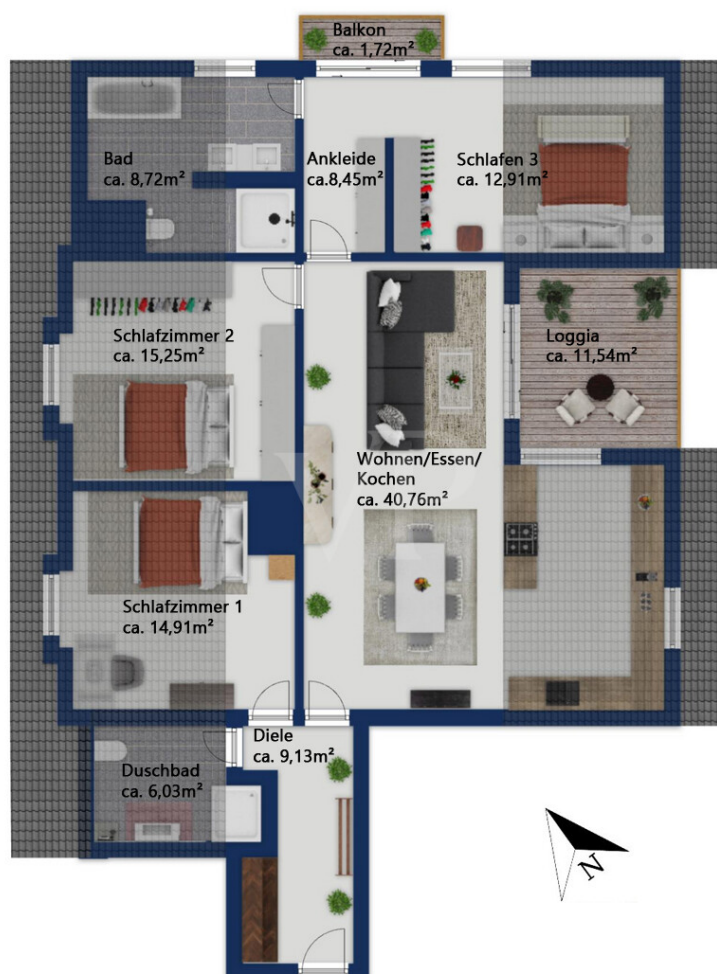 Balkon
ca. 1,72m²
Bad
ca. 8,72m²
Ankleide
ca.8,45m²
Schlafen 3
ca. 12,91m²
Schlafzimmer 2
ca. 15,25m²
Loggia
ca. 11,54m²
Wohnen/Essen/
Kochen
ca. 40,76m²
Schlafzimmer 1
ca. 14,91m²
Diele
ca. 9,13m²
Duschbad
ca. 6,03m²
N